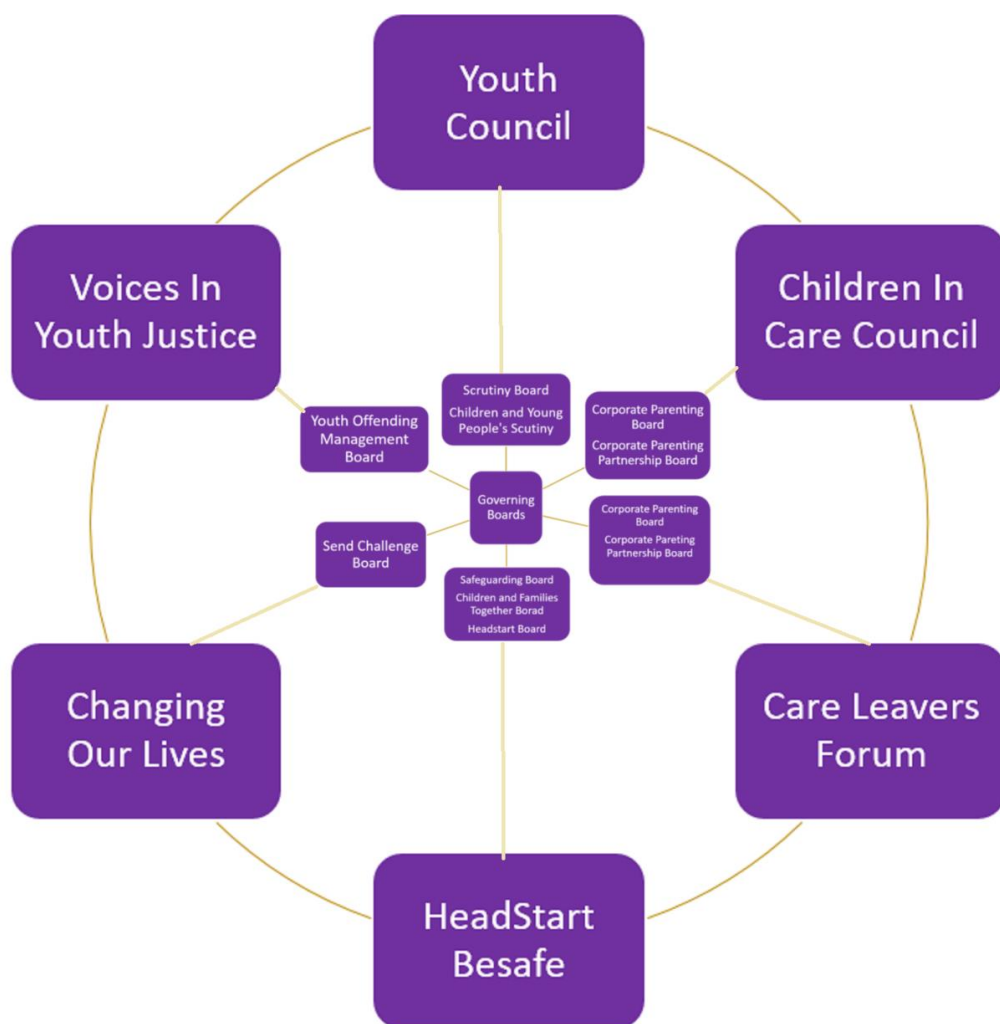 Youth
Council
Voices In
Youth Justice
Children In
Care Council
Scrutiny Board
Children and Young
People's Scutiny
Corporate Parenting
Board
Corporate Parenting
Partnership Board
Youth Offending
Management
Board
Governing
Boards
Corporate Parenting
Board
Corporate Pareting
Partnership Board
Send Challenge
Board
Safeguarding Board
Children and Families
Together Borad
Headstart Board
Changing
Our Lives
Care Leavers
Forum
HeadStart
Besafe